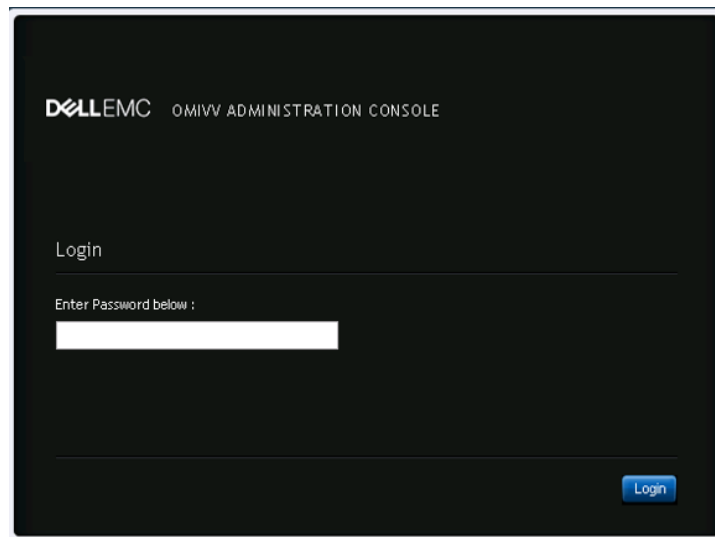 DELLEMC OMIVV ADMINISTRATION CONSOLE
Login
Enter Password below :
Login